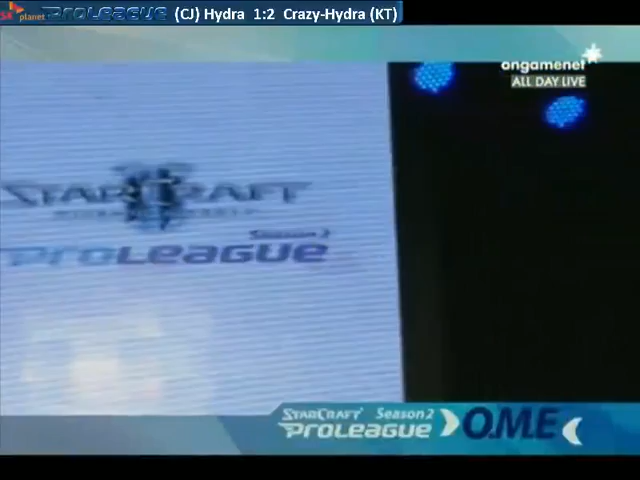 SK planet PROLEAGUE (CJ) Hydra 1:2 Crazy-Hydra (KT)
ongamenet
ALL DAY LIVE
STARCRAFT II
Season 2
PROLEAGUE
STARCRAFT Season 2
PROLEAGUE
O.M.E